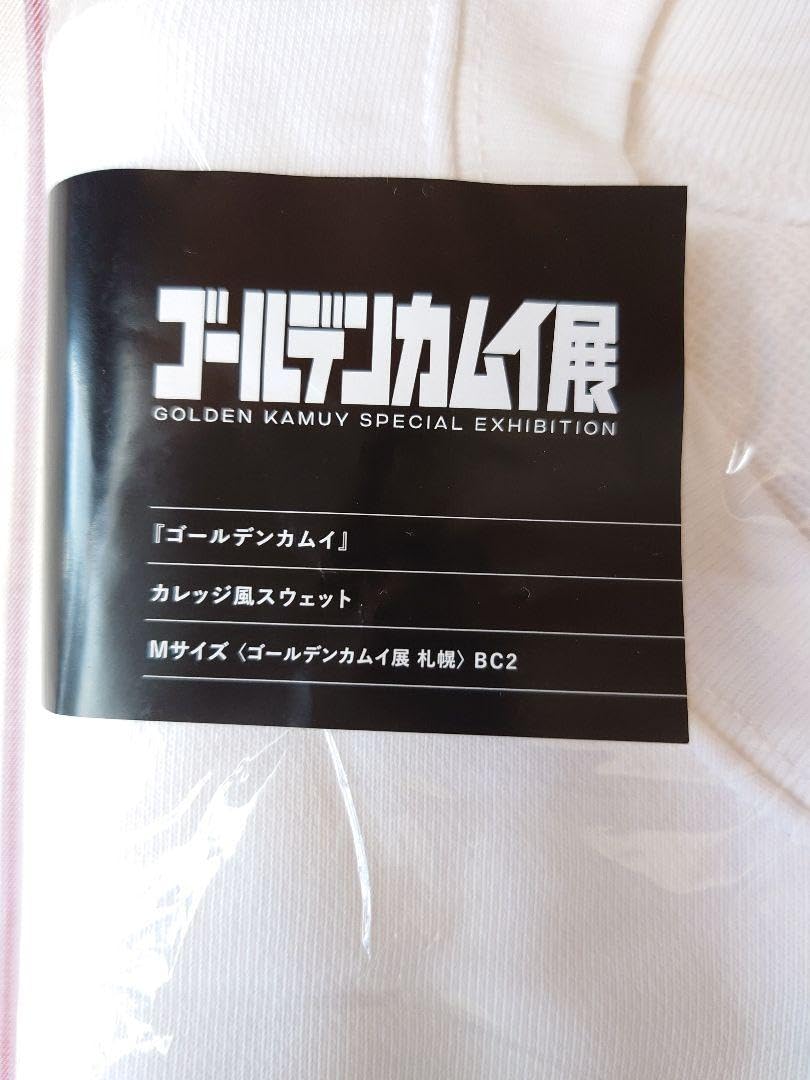 ゴールデンカムイ展
GOLDEN KAMUY SPECIAL EXHIBITION
『ゴールデンカムイ』
カレッジ風スウェット
Mサイズ〈ゴールデンカムイ展 札幌〉BC2